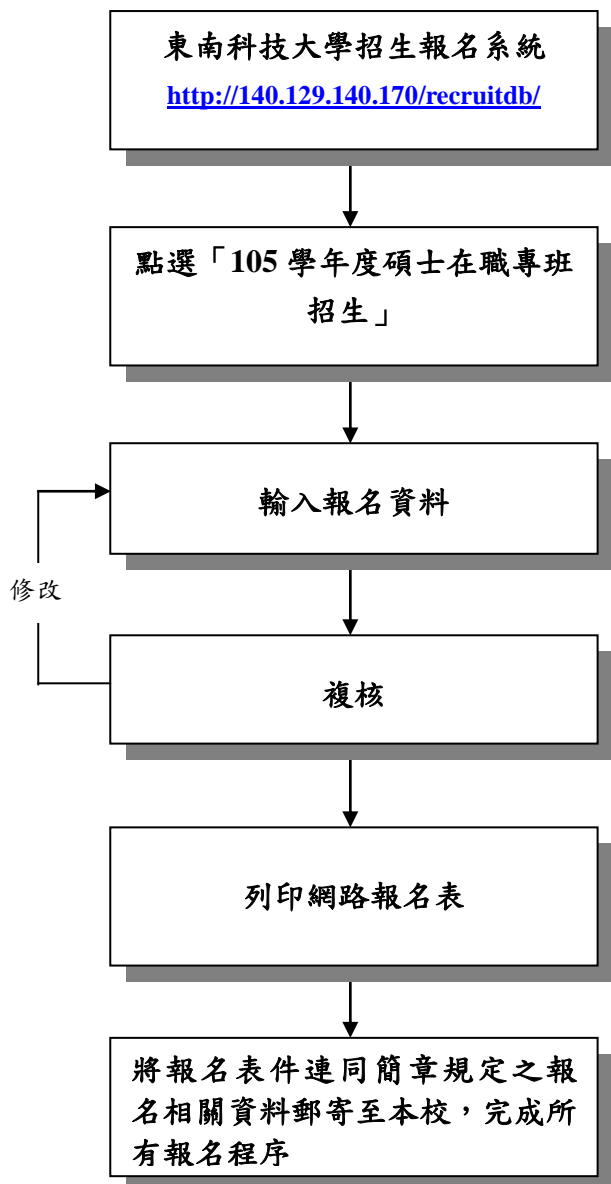 東南科技大學招生報名系統
http://140.129.140.170/recruitdb/
點選「105 學年度碩士在職專班
招生」
輸入報名資料
修改
複核
列印網路報名表
將報名表件連同簡章規定之報
名相關資料郵寄至本校，完成所
有報名程序